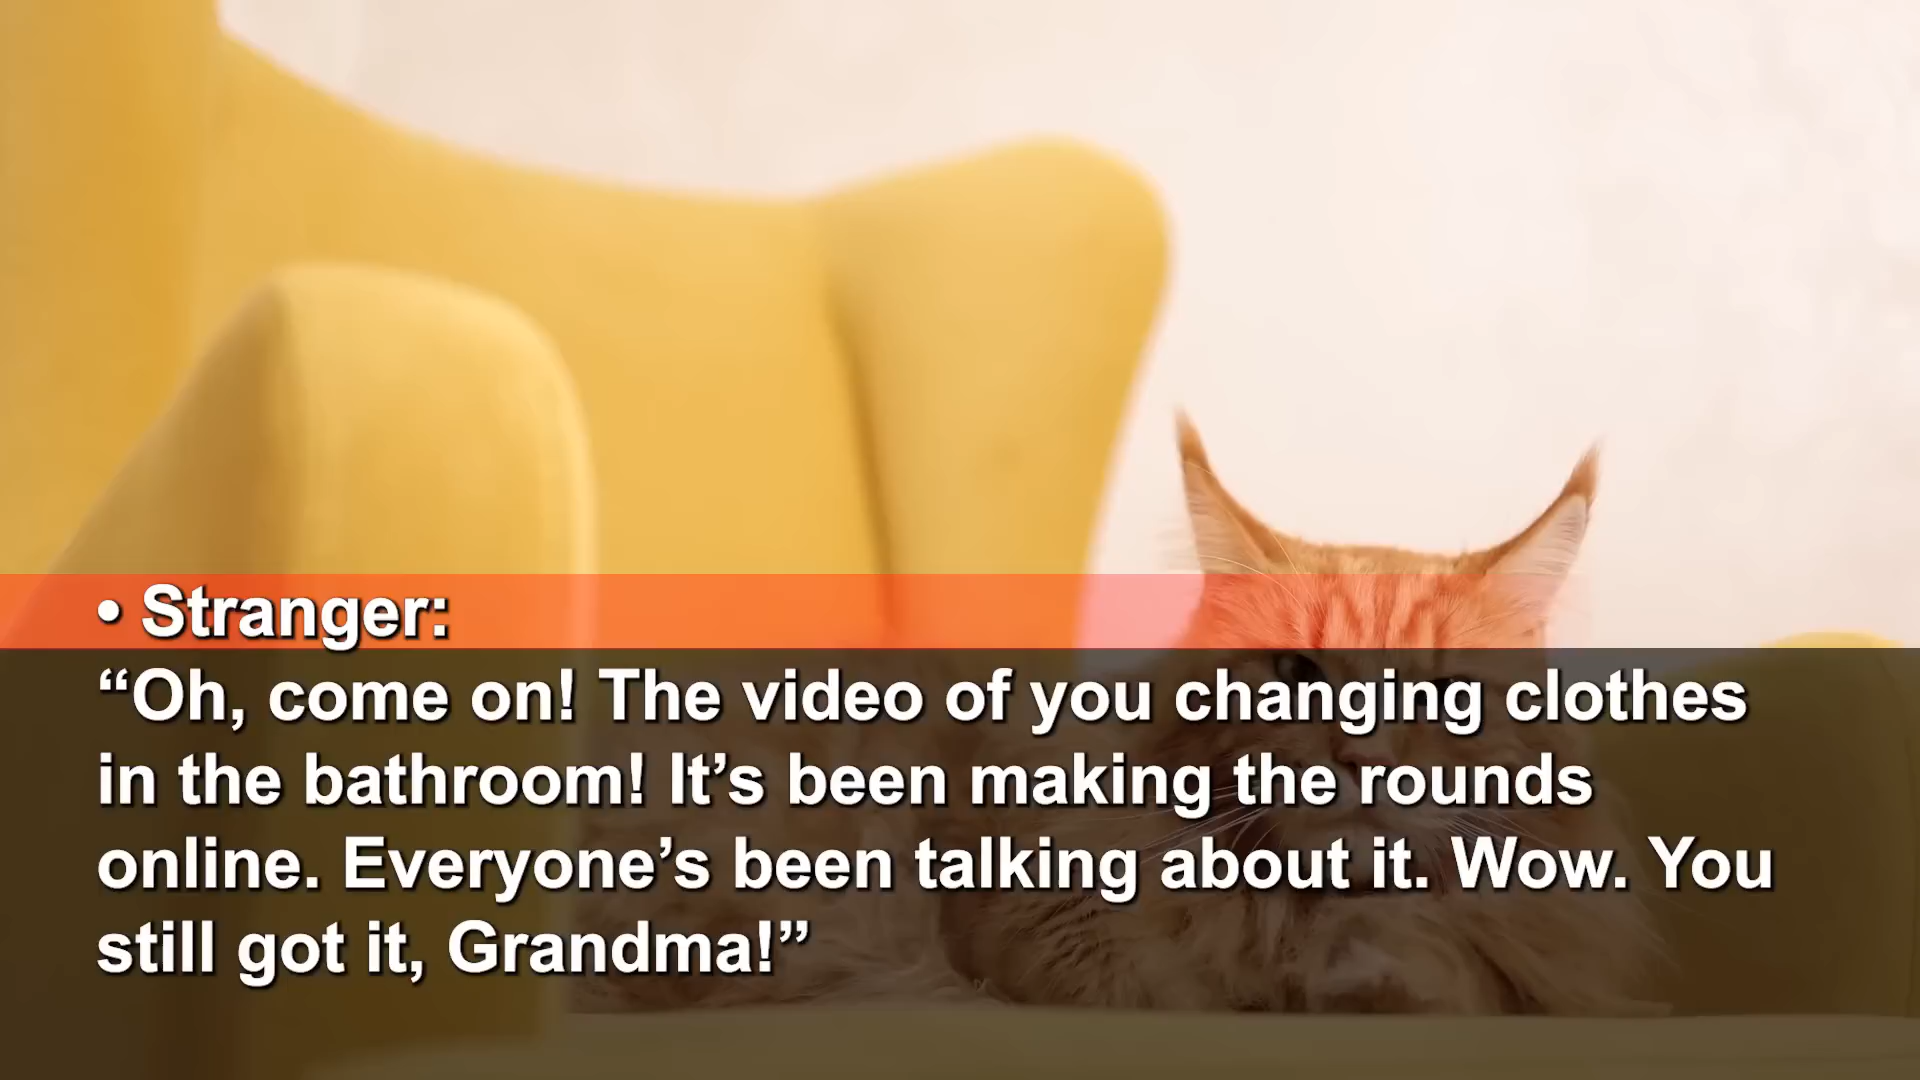 • Stranger:
“Oh, come on! The video of you changing clothes
in the bathroom! It’s been making the rounds
online. Everyone’s been talking about it. Wow. You
still got it, Grandma!”